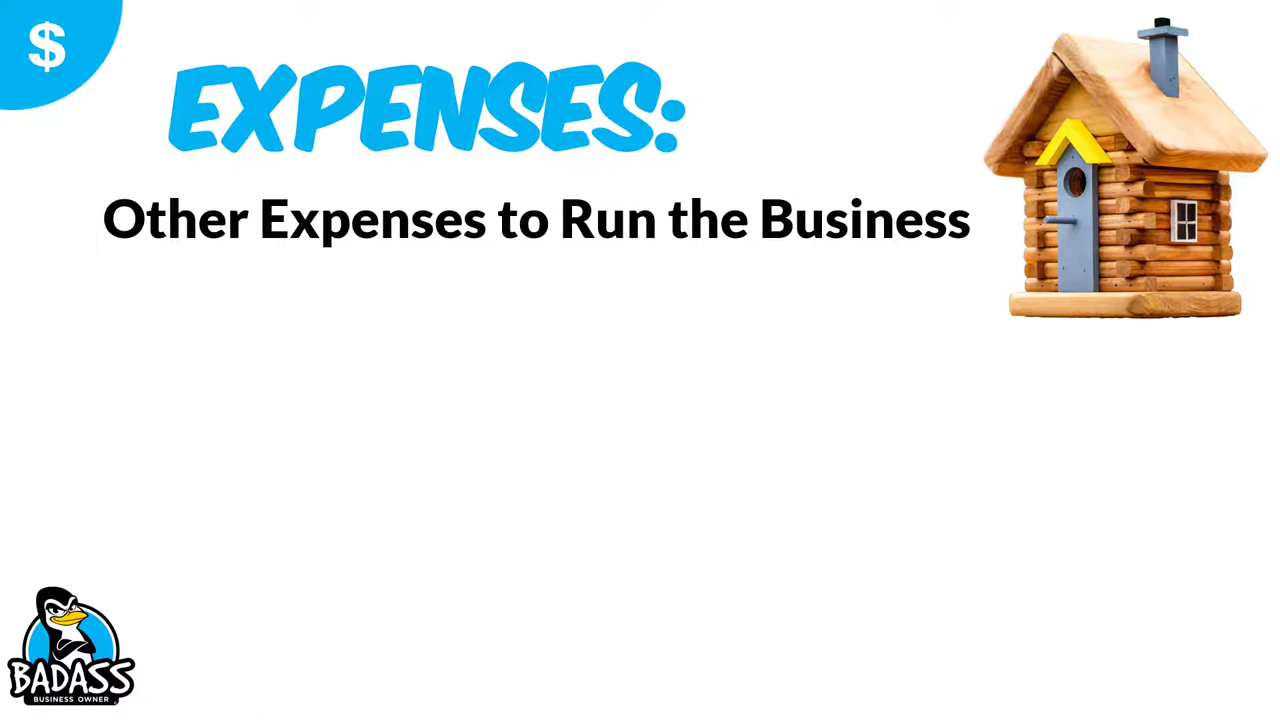 $
EXPENSES:
Other Expenses to Run the Business
BADASS
BUSINESS OWNER